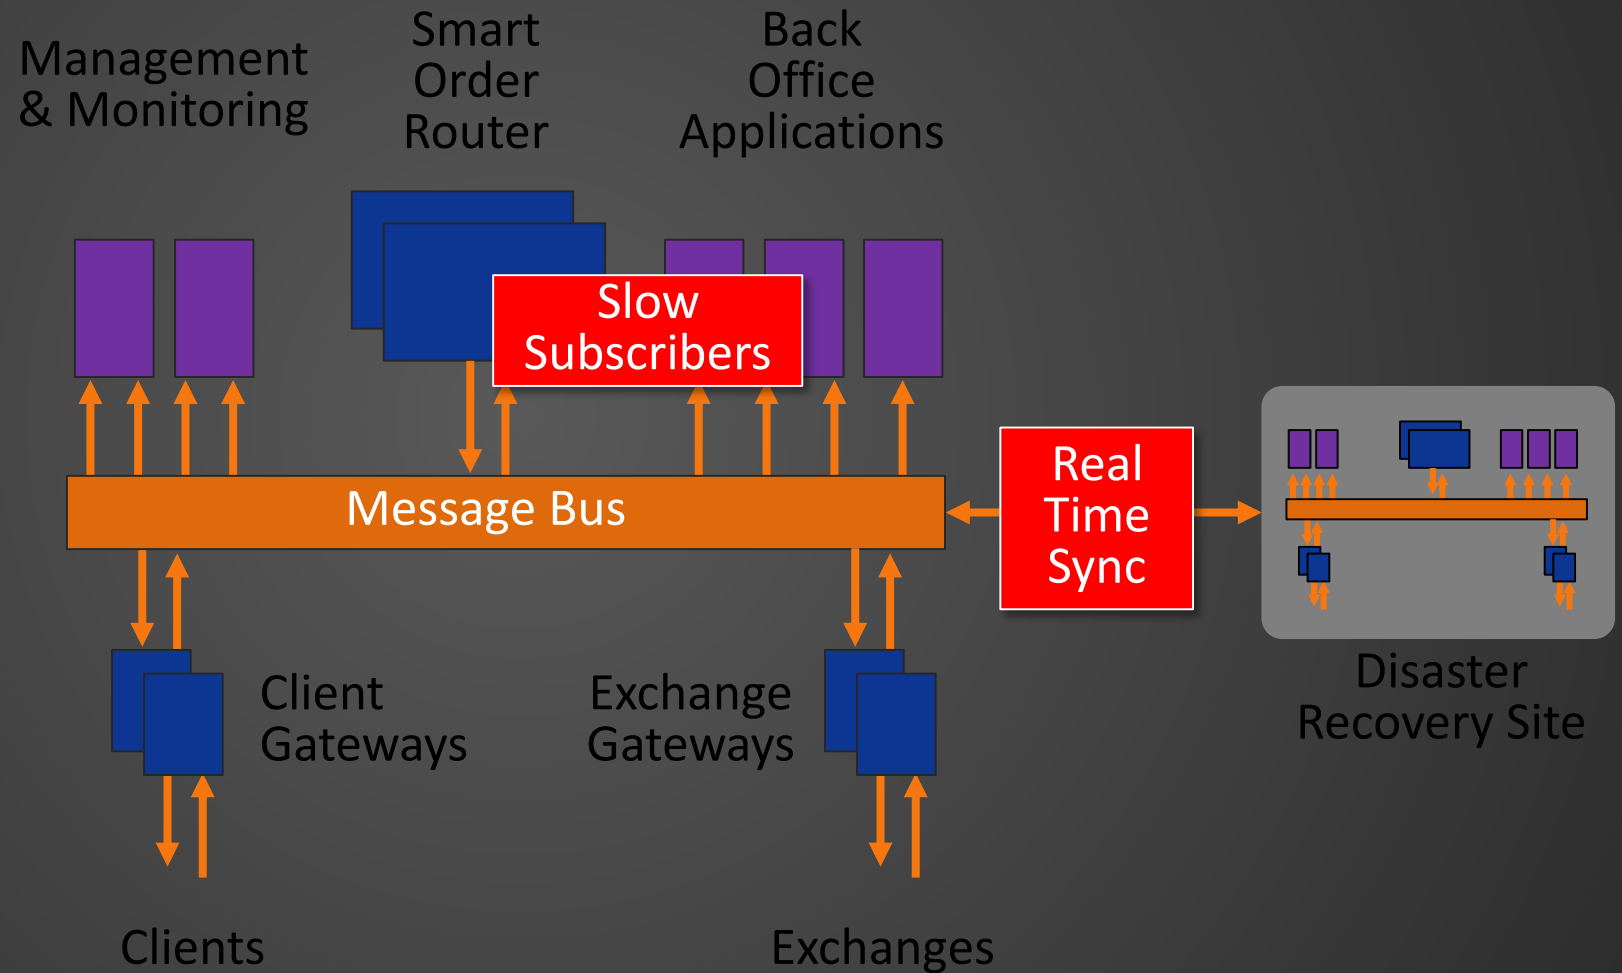 Management
& Monitoring
Smart
Order
Router
Back
Office
Applications
Slow
Subscribers
Message Bus
Real
Time
Sync
Client
Gateways
Exchange
Gateways
Disaster
Recovery Site
Clients
Exchanges